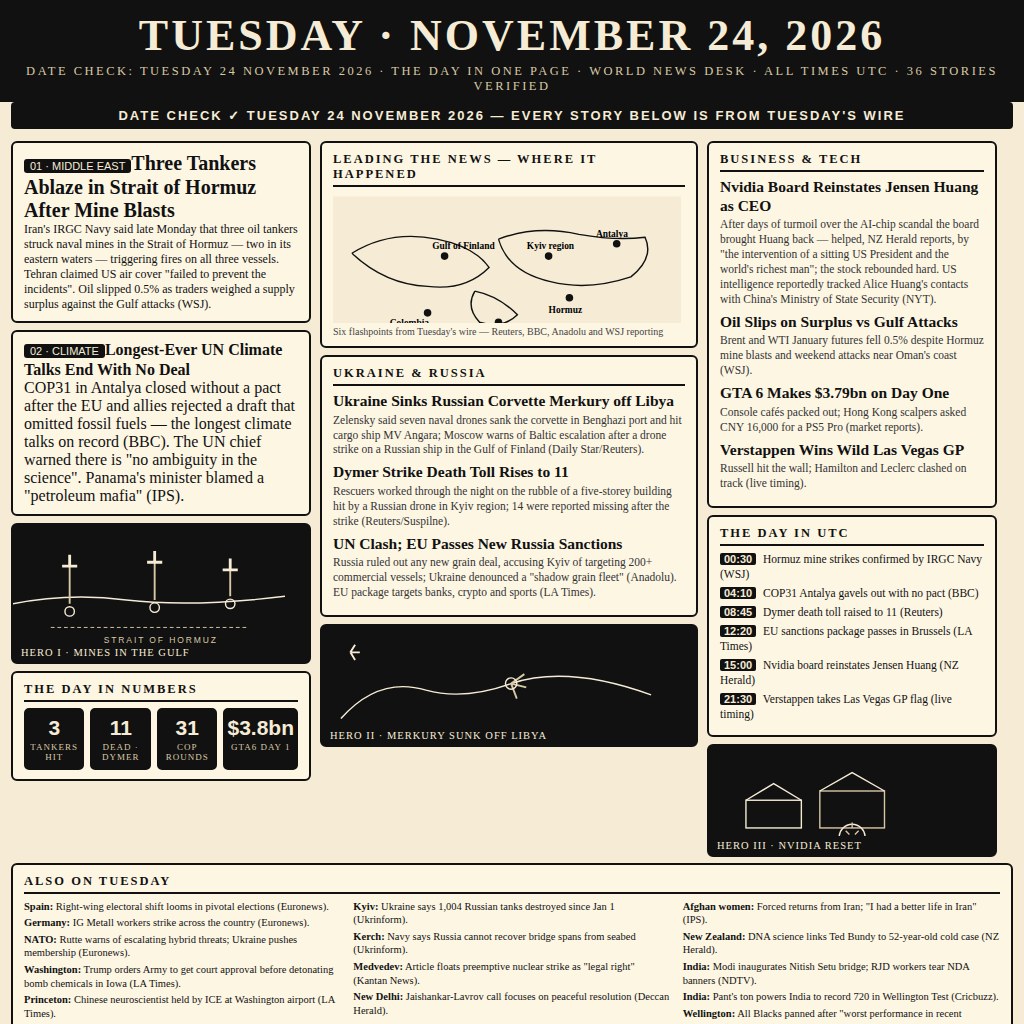 TUESDAY · NOVEMBER 24, 2026
DATE CHECK: TUESDAY 24 NOVEMBER 2026 · THE DAY IN ONE PAGE · WORLD NEWS DESK · ALL TIMES UTC · 36 STORIES
VERIFIED
DATE CHECK ✓ TUESDAY 24 NOVEMBER 2026 — EVERY STORY BELOW IS FROM TUESDAY'S WIRE
01 · MIDDLE EAST Three Tankers
Ablaze in Strait of Hormuz
After Mine Blasts
Iran's IRGC Navy said late Monday that three oil tankers
struck naval mines in the Strait of Hormuz — two in its
eastern waters — triggering fires on all three vessels.
Tehran claimed US air cover "failed to prevent the
incidents". Oil slipped 0.5% as traders weighed a supply
surplus against the Gulf attacks (WSJ).
02 · CLIMATE Longest-Ever UN Climate
Talks End With No Deal
COP31 in Antalya closed without a pact
after the EU and allies rejected a draft that
omitted fossil fuels — the longest climate
talks on record (BBC). The UN chief
warned there is "no ambiguity in the
science". Panama's minister blamed a
"petroleum mafia" (IPS).
STRAIT OF HORMUZ
HERO I · MINES IN THE GULF
THE DAY IN NUMBERS
3
TANKERS
HIT
11
DEAD ·
DYMER
31
COP
ROUNDS
$3.8bn
GTA6 DAY 1
LEADING THE NEWS — WHERE IT
HAPPENED
Antalya
Gulf of Finland
Kyiv region
Hormuz
Colombia
Six flashpoints from Tuesday's wire — Reuters, BBC, Anadolu and WSJ reporting
UKRAINE & RUSSIA
Ukraine Sinks Russian Corvette Merkury off Libya
Zelensky said seven naval drones sank the corvette in Benghazi port and hit
cargo ship MV Angara; Moscow warns of Baltic escalation after a drone
strike on a Russian ship in the Gulf of Finland (Daily Star/Reuters).
Dymer Strike Death Toll Rises to 11
Rescuers worked through the night on the rubble of a five-storey building
hit by a Russian drone in Kyiv region; 14 were reported missing after the
strike (Reuters/Suspilne).
UN Clash; EU Passes New Russia Sanctions
Russia ruled out any new grain deal, accusing Kyiv of targeting 200+
commercial vessels; Ukraine denounced a "shadow grain fleet" (Anadolu).
EU package targets banks, crypto and sports (LA Times).
HERO II · MERKURY SUNK OFF LIBYA
BUSINESS & TECH
Nvidia Board Reinstates Jensen Huang
as CEO
After days of turmoil over the AI-chip scandal the board
brought Huang back — helped, NZ Herald reports, by
"the intervention of a sitting US President and the
world's richest man"; the stock rebounded hard. US
intelligence reportedly tracked Alice Huang's contacts
with China's Ministry of State Security (NYT).
Oil Slips on Surplus vs Gulf Attacks
Brent and WTI January futures fell 0.5% despite Hormuz
mine blasts and weekend attacks near Oman's coast
(WSJ).
GTA 6 Makes $3.79bn on Day One
Console cafés packed out; Hong Kong scalpers asked
CNY 16,000 for a PS5 Pro (market reports).
Verstappen Wins Wild Las Vegas GP
Russell hit the wall; Hamilton and Leclerc clashed on
track (live timing).
THE DAY IN UTC
00:30 Hormuz mine strikes confirmed by IRGC Navy
(WSJ)
04:10 COP31 Antalya gavels out with no pact (BBC)
08:45 Dymer death toll raised to 11 (Reuters)
12:20 EU sanctions package passes in Brussels (LA
Times)
15:00 Nvidia board reinstates Jensen Huang (NZ
Herald)
21:30 Verstappen takes Las Vegas GP flag (live
timing)
HERO III · NVIDIA RESET
ALSO ON TUESDAY
Spain: Right-wing electoral shift looms in pivotal elections (Euronews).
Germany: IG Metall workers strike across the country (Euronews).
NATO: Rutte warns of escalating hybrid threats; Ukraine pushes
membership (Euronews).
Washington: Trump orders Army to get court approval before detonating
bomb chemicals in Iowa (LA Times).
Princeton: Chinese neuroscientist held by ICE at Washington airport (LA
Times).
Kyiv: Ukraine says 1,004 Russian tanks destroyed since Jan 1
(Ukrinform).
Kerch: Navy says Russia cannot recover bridge spans from seabed
(Ukrinform).
Medvedev: Article floats preemptive nuclear strike as "legal right"
(Kantan News).
New Delhi: Jaishankar-Lavrov call focuses on peaceful resolution (Deccan
Herald).
Afghan women: Forced returns from Iran; "I had a better life in Iran"
(IPS).
New Zealand: DNA science links Ted Bundy to 52-year-old cold case (NZ
Herald).
India: Modi inaugurates Nitish Setu bridge; RJD workers tear NDA
banners (NDTV).
India: Pant's ton powers India to record 720 in Wellington Test (Cricbuzz).
Wellington: All Blacks panned after "worst performance in recent